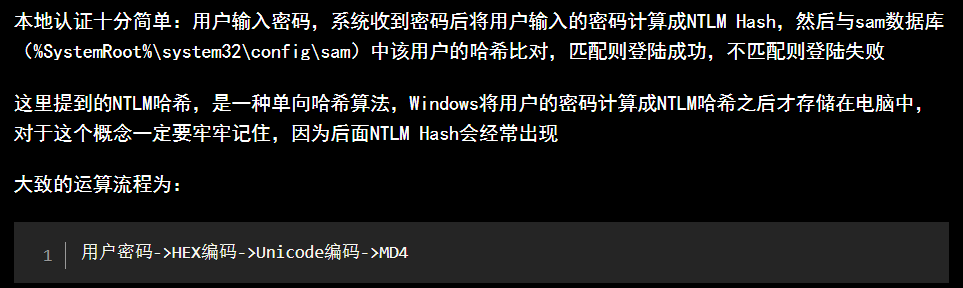 本地认证十分简单：用户输入密码，系统收到密码后将用户输入的密码计算成NTLM Hash，然后与sam数据库
（%SystemRoot%\system32\config\sam）中该用户的哈希比对，匹配则登陆成功，不匹配则登陆失败
这里提到的NTLM哈希，是一种单向哈希算法，Windows将用户的密码计算成NTLM哈希之后才存储在电脑中，
对于这个概念一定要牢牢记住，因为后面NTLM Hash会经常出现
大致的运算流程为：
1 用户密码->HEX编码->Unicode编码->MD4